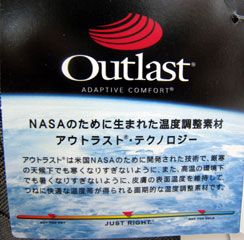 Outlast®
ADAPTIVE COMFORT®
NASAのために生まれた温度調整素材
アウトラスト®・テクノロジー
アウトラスト®は米国NASAのために開発された技術で、厳寒
の天候下でも寒くなりすぎないように、また、高温の環境下
でも暑くなりすぎないように、皮膚の表面温度を維持して、
つねに快適な温度帯が得られる画期的な温度調整素材です。
NOT TOO HOT JUST RIGHT. NOT TOO COLD